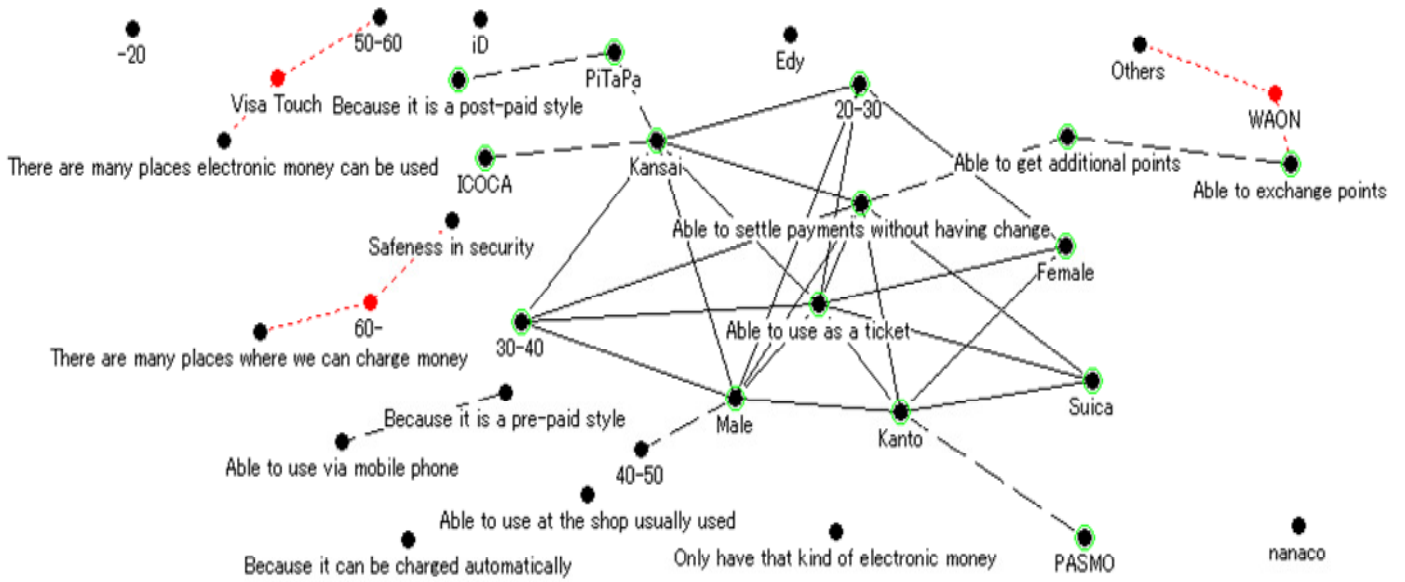 -20
50-60
iD
Edy
Others
PiTaPa
Visa Touch
Because it is a post-paid style
20-30
WAON
There are many places electronic money can be used
Kansai
Able to get additional points
ICOCA
Able to exchange points
Able to settle payments without having change
Safeness in security
Female
60-
Able to use as a ticket
30-40
There are many places where we can charge money
Because it is a pre-paid style
Male
Kanto
Suica
Able to use via mobile phone
40-50
Able to use at the shop usually used
Because it can be charged automatically
Only have that kind of electronic money
PASMO
nanaco